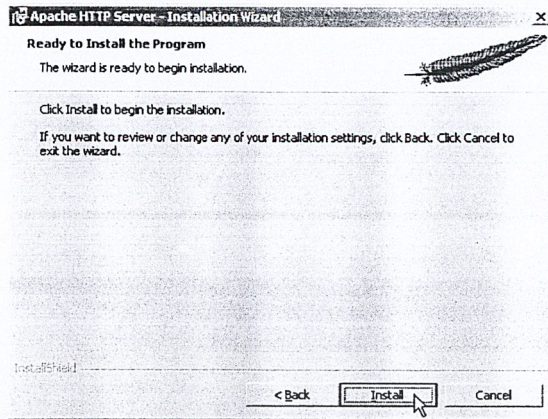 Apache HTTP Server - Installation Wizard
Ready to Install the Program
The wizard is ready to begin installation.
Click Install to begin the installation.
If you want to review or change any of your installation settings, click Back. Click Cancel to
exit the wizard.
InstallShield
< Back
Install
Cancel